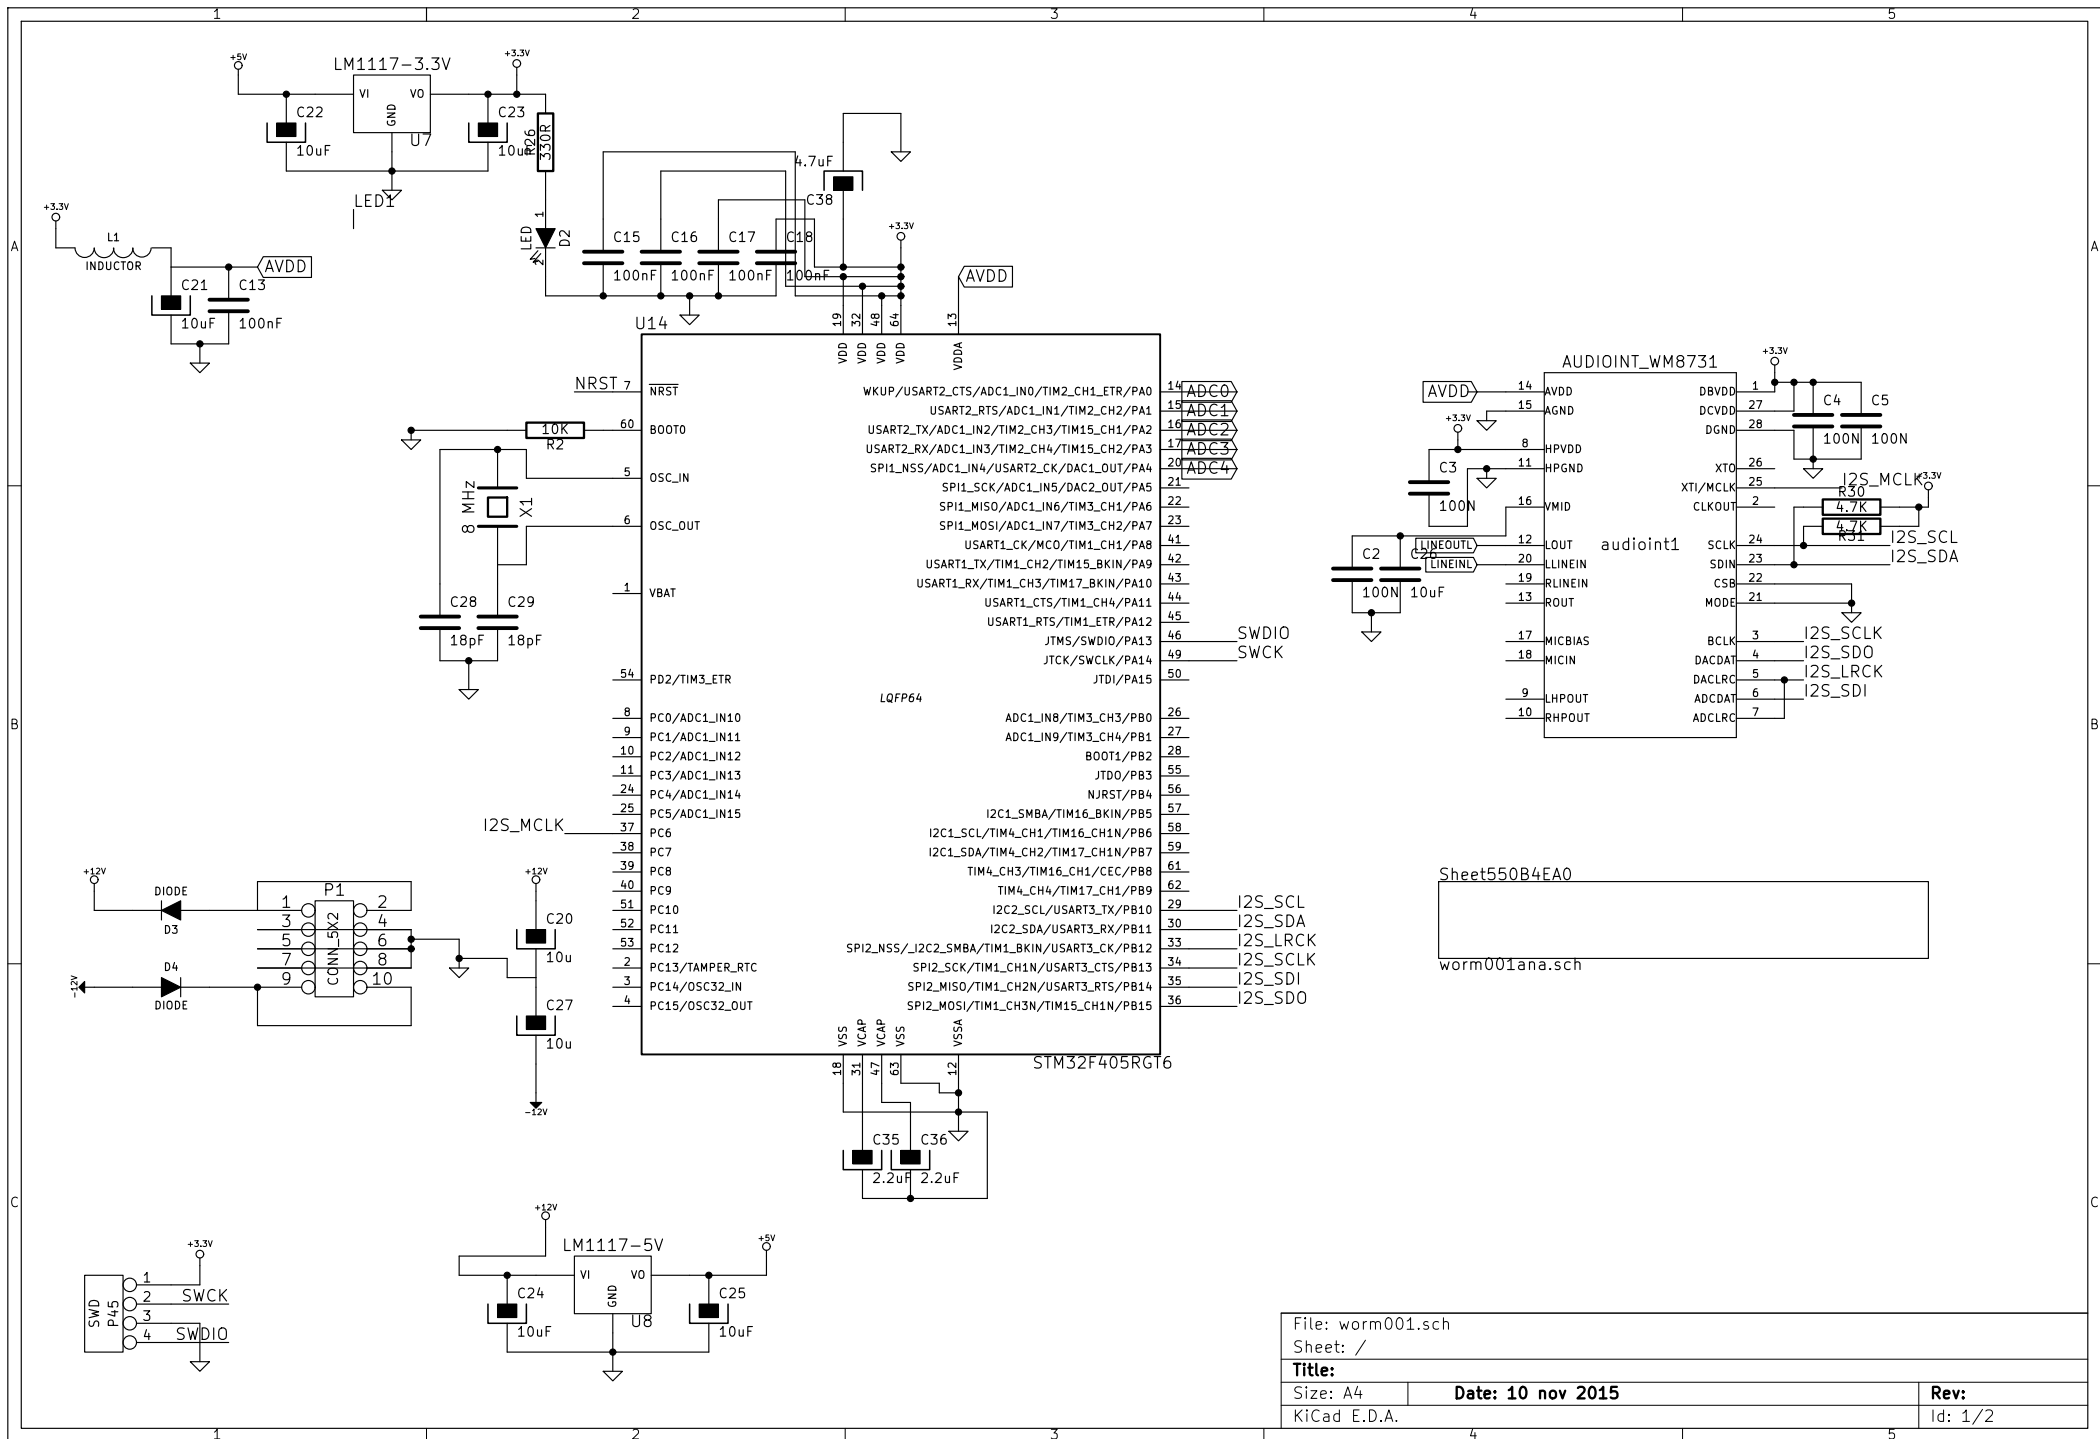 1 2 3 4 5
A
B
C
A
B
C
+5V
LM1117-3.3V
+3.3V
VI VO
GND
U7
C22
10uF
C23
10uF
R26
330R
LED1
LED
D2
1
2
+3.3V
L1
INDUCTOR
AVDD
C21
10uF
C13
100nF
C15
100nF
C16
100nF
C17
100nF
C18
100nF
4.7uF
C38
+3.3V
AVDD
U14
19 32 48 64 13
VDD VDD VDD VDD VDDA
NRST 7 NRST
10K
R2
60 BOOT0
5 OSC_IN
6 OSC_OUT
8 MHz
X1
C28
18pF
C29
18pF
1 VBAT
54 PD2/TIM3_ETR
8 PC0/ADC1_IN10
9 PC1/ADC1_IN11
10 PC2/ADC1_IN12
11 PC3/ADC1_IN13
24 PC4/ADC1_IN14
25 PC5/ADC1_IN15
I2S_MCLK 37 PC6
38 PC7
39 PC8
40 PC9
51 PC10
52 PC11
53 PC12
2 PC13/TAMPER_RTC
3 PC14/OSC32_IN
4 PC15/OSC32_OUT
LQFP64
WKUP/USART2_CTS/ADC1_IN0/TIM2_CH1_ETR/PA0 14 ADC0
USART2_RTS/ADC1_IN1/TIM2_CH2/PA1 15 ADC1
USART2_TX/ADC1_IN2/TIM2_CH3/TIM15_CH1/PA2 16 ADC2
USART2_RX/ADC1_IN3/TIM2_CH4/TIM15_CH2/PA3 17 ADC3
SPI1_NSS/ADC1_IN4/USART2_CK/DAC1_OUT/PA4 20 ADC4
SPI1_SCK/ADC1_IN5/DAC2_OUT/PA5 21
SPI1_MISO/ADC1_IN6/TIM3_CH1/PA6 22
SPI1_MOSI/ADC1_IN7/TIM3_CH2/PA7 23
USART1_CK/MCO/TIM1_CH1/PA8 41
USART1_TX/TIM1_CH2/TIM15_BKIN/PA9 42
USART1_RX/TIM1_CH3/TIM17_BKIN/PA10 43
USART1_CTS/TIM1_CH4/PA11 44
USART1_RTS/TIM1_ETR/PA12 45
JTMS/SWDIO/PA13 46 SWDIO
JTCK/SWCLK/PA14 49 SWCK
JTDI/PA15 50
ADC1_IN8/TIM3_CH3/PB0 26
ADC1_IN9/TIM3_CH4/PB1 27
BOOT1/PB2 28
JTDO/PB3 55
NJRST/PB4 56
I2C1_SMBA/TIM16_BKIN/PB5 57
I2C1_SCL/TIM4_CH1/TIM16_CH1N/PB6 58
I2C1_SDA/TIM4_CH2/TIM17_CH1N/PB7 59
TIM4_CH3/TIM16_CH1/CEC/PB8 61
TIM4_CH4/TIM17_CH1/PB9 62
I2C2_SCL/USART3_TX/PB10 29 I2S_SCL
I2C2_SDA/USART3_RX/PB11 30 I2S_SDA
SPI2_NSS/_I2C2_SMBA/TIM1_BKIN/USART3_CK/PB12 33 I2S_LRCK
SPI2_SCK/TIM1_CH1N/USART3_CTS/PB13 34 I2S_SCLK
SPI2_MISO/TIM1_CH2N/USART3_RTS/PB14 35 I2S_SDI
SPI2_MOSI/TIM1_CH3N/TIM15_CH1N/PB15 36 I2S_SDO
VSS VCAP VCAP VSS VSSA
18 31 47 63 12
STM32F405RGT6
C35
2.2uF
C36
2.2uF
AUDIOINT_WM8731
audioint1
AVDD 14 AVDD
15 AGND
+3.3V
8 HPVDD
11 HPGND
C3
100N
16 VMID
LINEOUTL 12 LOUT
LINEINL 20 LLINEIN
19 RLINEIN
13 ROUT
C2
100N
C26
10uF
17 MICBIAS
18 MICIN
9 LHPOUT
10 RHPOUT
+3.3V
DBVDD 1
DCVDD 27
DGND 28
C4
100N
C5
100N
XTO 26
XTI/MCLK 25 I2S_MCLK
+3.3V
CLKOUT 2
R30
4.7K
4.7K
R31
SCLK 24 I2S_SCL
SDIN 23 I2S_SDA
CSB 22
MODE 21
BCLK 3 I2S_SCLK
DACDAT 4 I2S_SDO
DACLRC 5 I2S_LRCK
ADCDAT 6 I2S_SDI
ADCLRC 7
Sheet550B4EA0
worm001ana.sch
+12V
DIODE
D3
P1
CONN_5X2
1 2
3 4
5 6
7 8
9 10
D4
DIODE
-12V
+12V
C20
10u
C27
10u
-12V
+12V
LM1117-5V
+5V
VI VO
GND
U8
C24
10uF
C25
10uF
+3.3V
SWD
P45
1
2 SWCK
3
4 SWDIO
File: worm001.sch
Sheet: /
Title:
Size: A4 Date: 10 nov 2015 Rev:
KiCad E.D.A. Id: 1/2
1 2 3 4 5